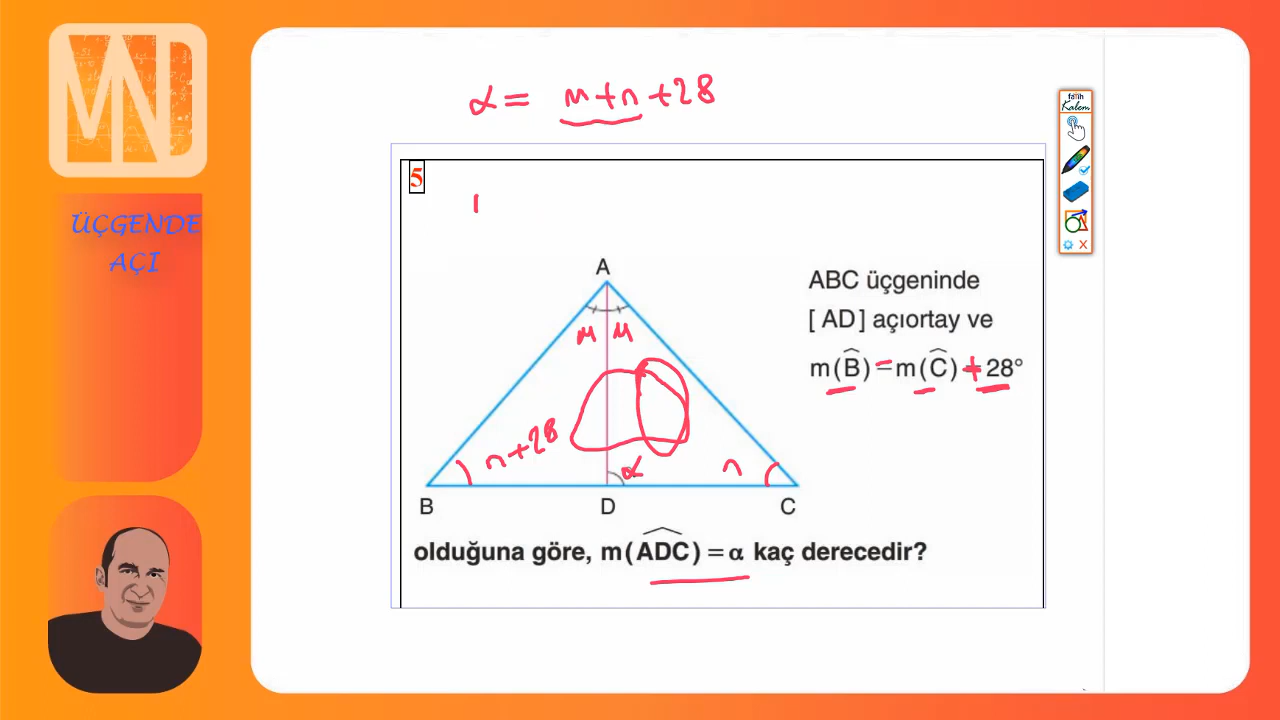 ÜÇGENDE
AÇI
α = m+n+28
fatih
Kalem
5
A
m m
n+28
α
n
B
D
C
ABC üçgeninde
[ AD ] açıortay ve
m(B) = m(C) + 28°
olduğuna göre, m(ADC) = α kaç derecedir?